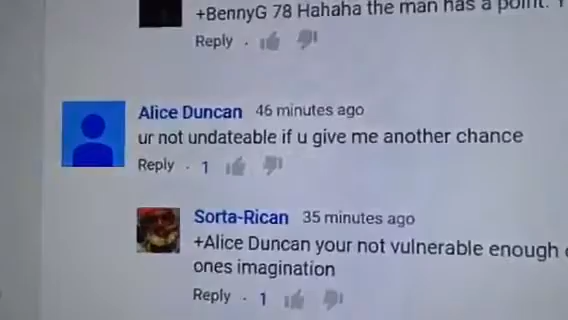 +BennyG 78 Hahaha the man has a point.
Reply ·
Alice Duncan 46 minutes ago
ur not undateable if u give me another chance
Reply · 1
Sorta-Rican 35 minutes ago
+Alice Duncan your not vulnerable enough
ones imagination
Reply · 1